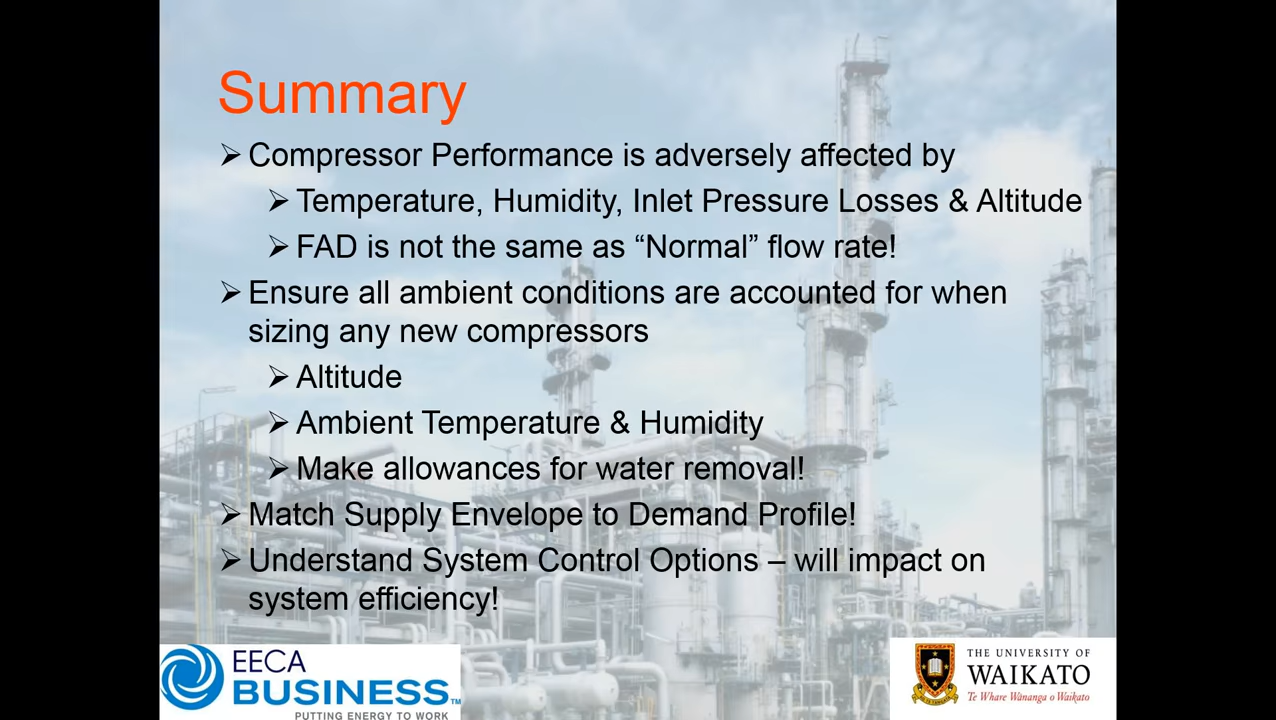 Summary
Compressor Performance is adversely affected by
Temperature, Humidity, Inlet Pressure Losses & Altitude
FAD is not the same as “Normal” flow rate!
Ensure all ambient conditions are accounted for when
sizing any new compressors
Altitude
Ambient Temperature & Humidity
Make allowances for water removal!
Match Supply Envelope to Demand Profile!
Understand System Control Options – will impact on
system efficiency!
EECA
BUSINESS™
PUTTING ENERGY TO WORK
THE UNIVERSITY OF
WAIKATO
Te Whare Wānanga o Waikato